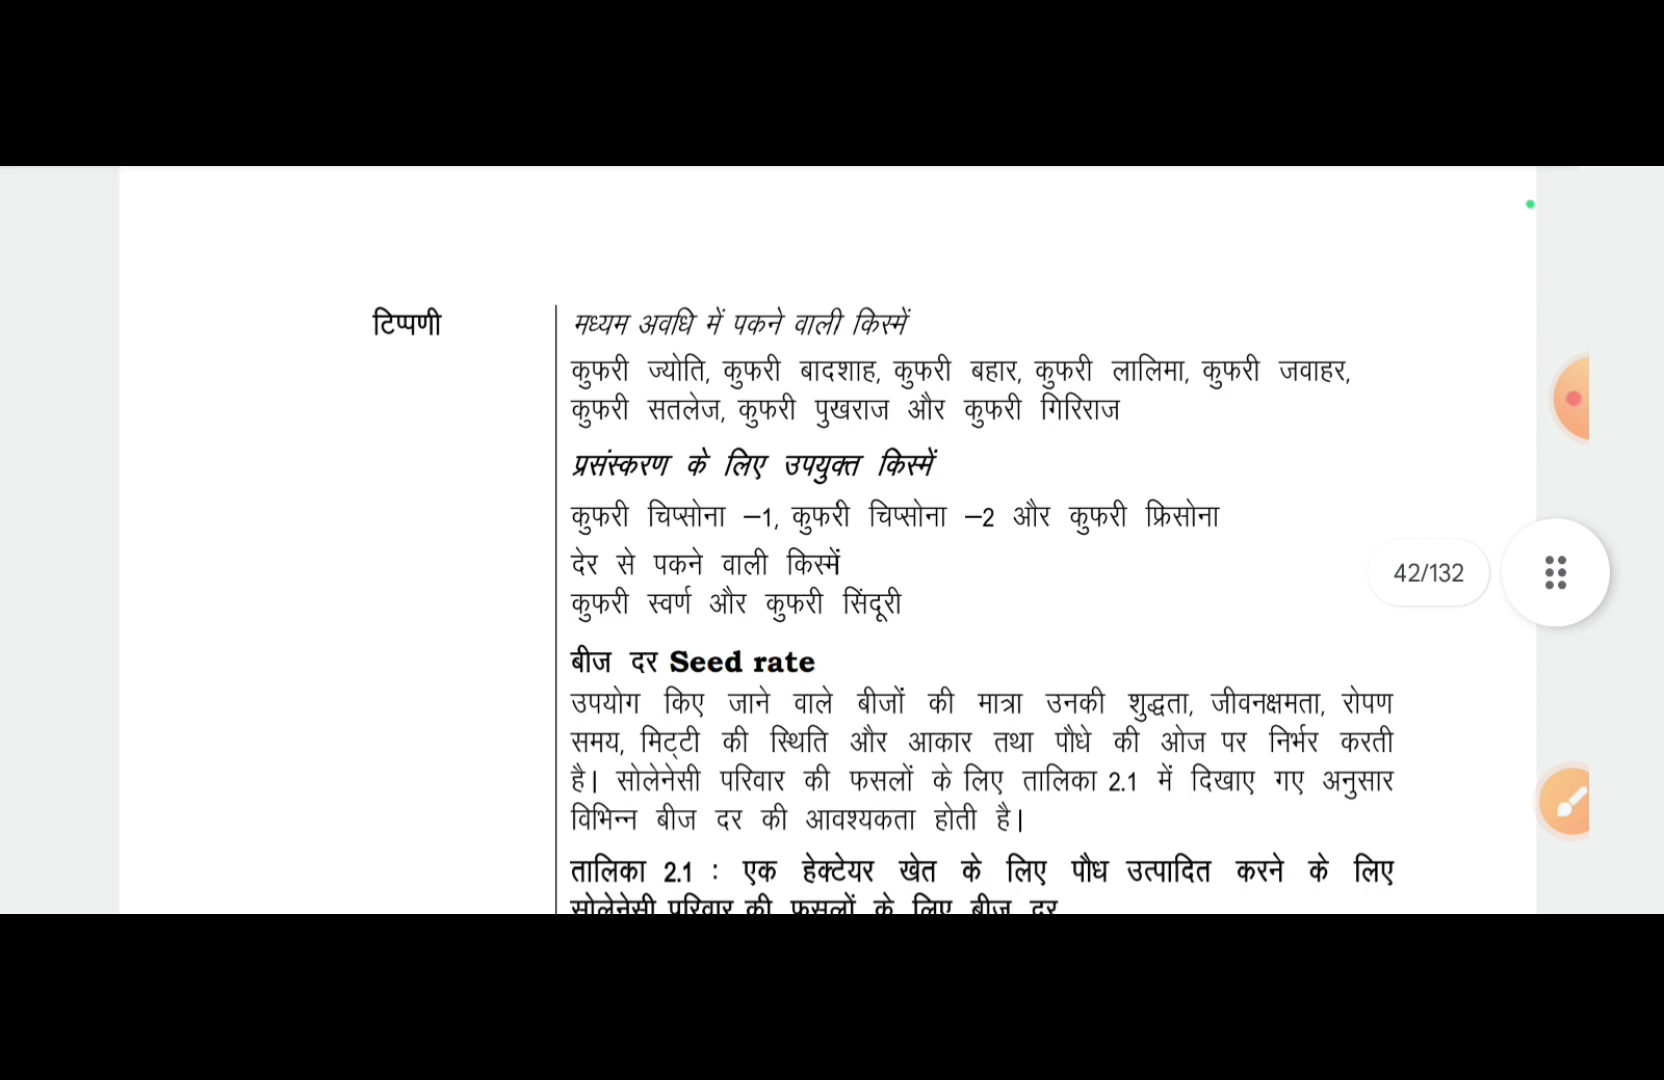 टिप्पणी
मध्यम अवधि में पकने वाली किस्में
कुफरी ज्योति, कुफरी बादशाह, कुफरी बहार, कुफरी लालिमा, कुफरी जवाहर,
कुफरी सतलेज, कुफरी पुखराज और कुफरी गिरिराज
प्रसंस्करण के लिए उपयुक्त किस्में
कुफरी चिप्सोना –1, कुफरी चिप्सोना –2 और कुफरी फ्रिसोना
देर से पकने वाली किस्में
कुफरी स्वर्ण और कुफरी सिंदूरी
42/132
बीज दर Seed rate
उपयोग किए जाने वाले बीजों की मात्रा उनकी शुद्धता, जीवनक्षमता, रोपण
समय, मिट्टी की स्थिति और आकार तथा पौधे की ओज पर निर्भर करती
है। सोलेनेसी परिवार की फसलों के लिए तालिका 2.1 में दिखाए गए अनुसार
विभिन्न बीज दर की आवश्यकता होती है।
तालिका 2.1 : एक हेक्टेयर खेत के लिए पौध उत्पादित करने के लिए
सोलेनेसी परिवार की फसलों के लिए बीज दर